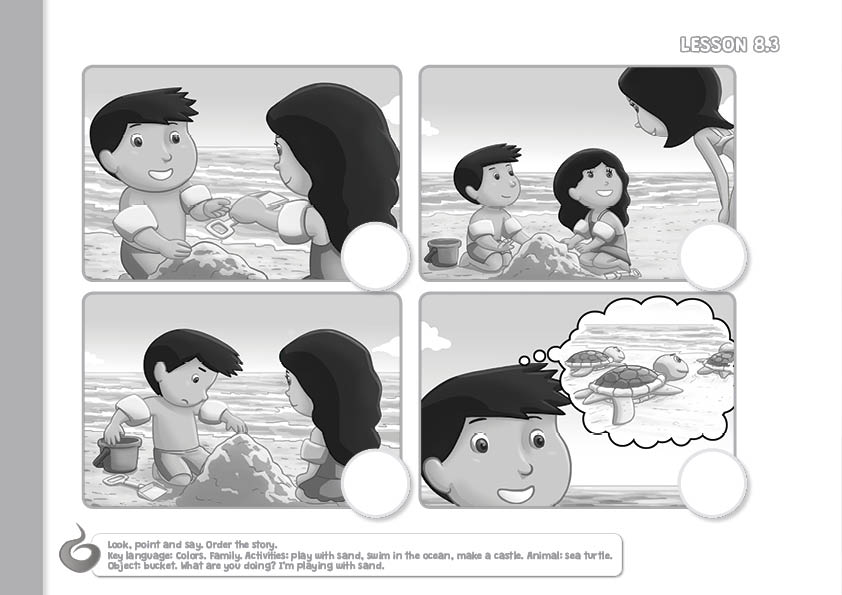 LESSON 8.3
Look, point and say. Order the story.
Key language: Colors. Family. Activities: play with sand, swim in the ocean, make a castle. Animal: sea turtle.
Object: bucket. What are you doing? I'm playing with sand.